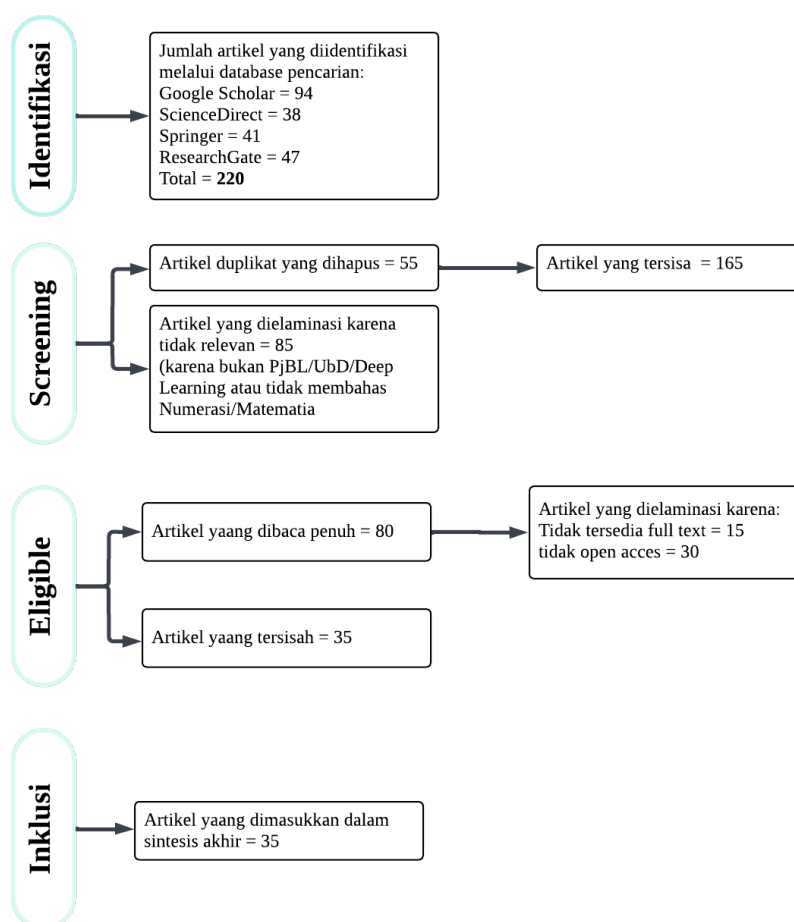 Identifikasi
Jumlah artikel yang diidentifikasi
melalui database pencarian:
Google Scholar = 94
ScienceDirect = 38
Springer = 41
ResearchGate = 47
Total = 220
Screening
Artikel duplikat yang dihapus = 55
Artikel yang tersisa = 165
Artikel yang dielaminasi karena
tidak relevan = 85
(karena bukan PjBL/UbD/Deep
Learning atau tidak membahas
Numerasi/Matematia
Eligible
Artikel yaang dibaca penuh = 80
Artikel yang dielaminasi karena:
Tidak tersedia full text = 15
tidak open acces = 30
Artikel yaang tersisah = 35
Inklusi
Artikel yaang dimasukkan dalam
sintesis akhir = 35